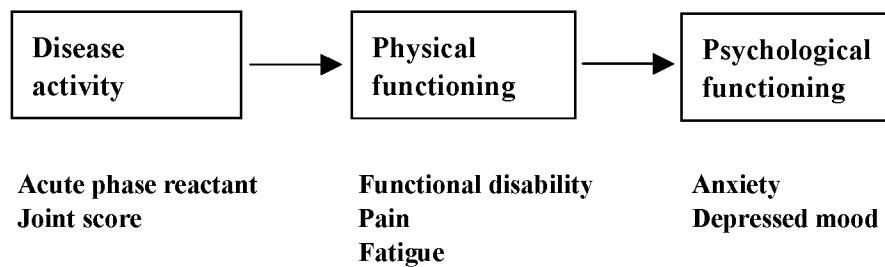 Disease
activity
Physical
functioning
Psychological
functioning
Acute phase reactant
Joint score
Functional disability
Pain
Fatigue
Anxiety
Depressed mood